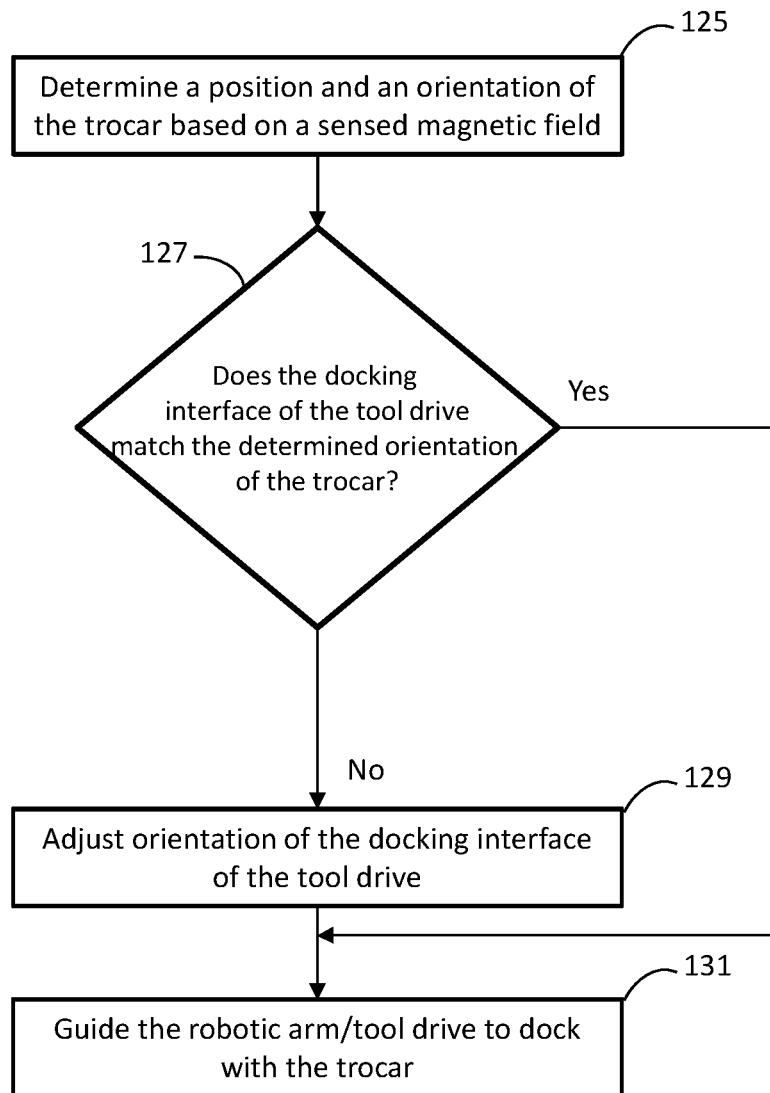 125
Determine a position and an orientation of
the trocar based on a sensed magnetic field
127
Does the docking
interface of the tool drive
match the determined orientation
of the trocar?
Yes
No
129
Adjust orientation of the docking interface
of the tool drive
131
Guide the robotic arm/tool drive to dock
with the trocar